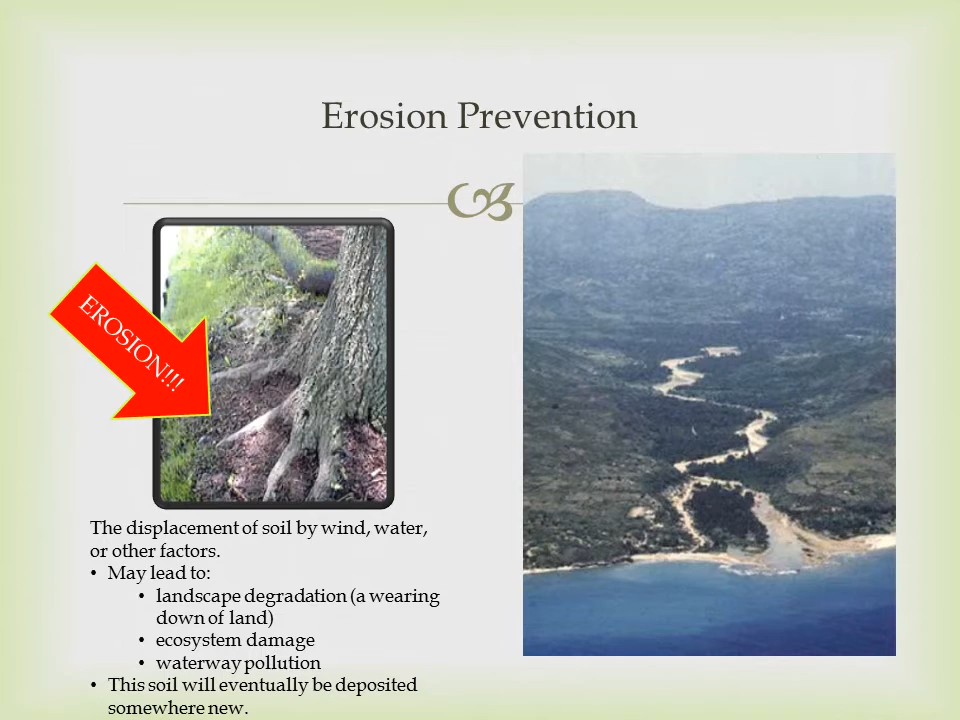 Erosion Prevention
EROSION!!!
The displacement of soil by wind, water,
or other factors.
• May lead to:
• landscape degradation (a wearing
down of land)
• ecosystem damage
• waterway pollution
• This soil will eventually be deposited
somewhere new.